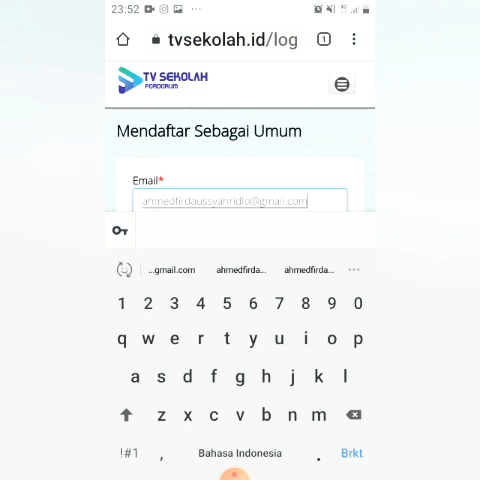 23:52
tvsekolah.id/log
1
TV SEKOLAH
FORDORUM
Mendaftar Sebagai Umum
Email*
ahmedfirdaussyahridlo@gmail.com
...gmail.com ahmedfirda... ahmedfirda...
1 2 3 4 5 6 7 8 9 0
q w e r t y u i o p
a s d f g h j k l
z x c v b n m
!#1 , Bahasa Indonesia . Brkt